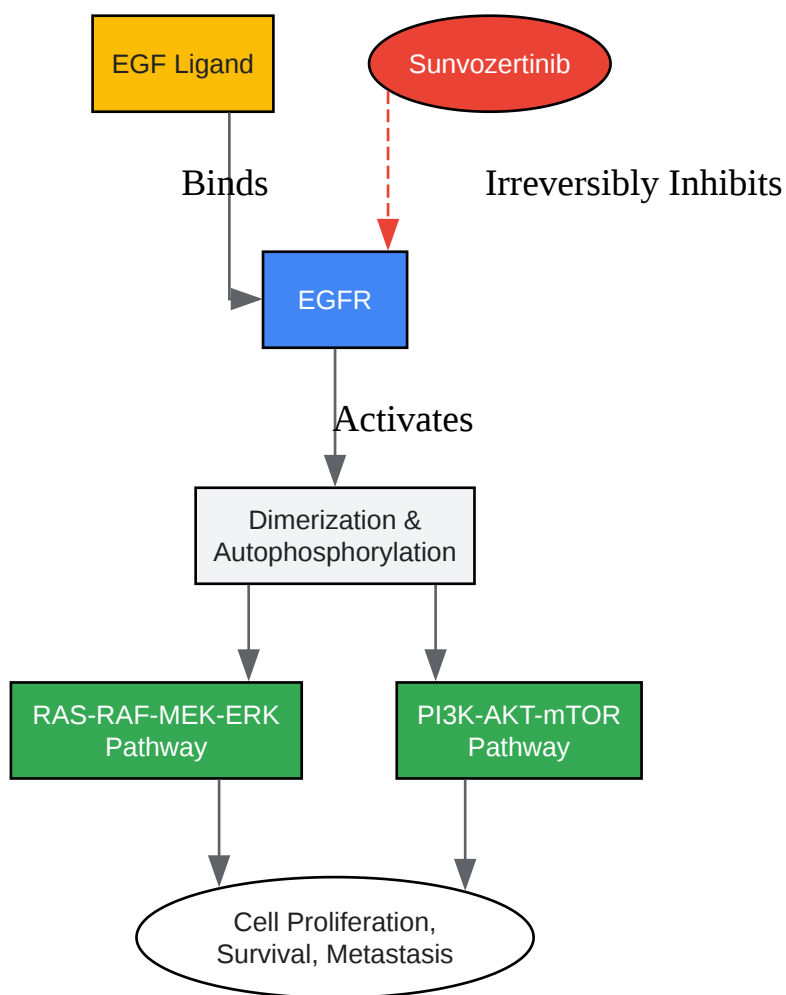 EGF Ligand
Sunvozertinib
Binds
Irreversibly Inhibits
EGFR
Activates
Dimerization &
Autophosphorylation
RAS-RAF-MEK-ERK
Pathway
PI3K-AKT-mTOR
Pathway
Cell Proliferation,
Survival, Metastasis